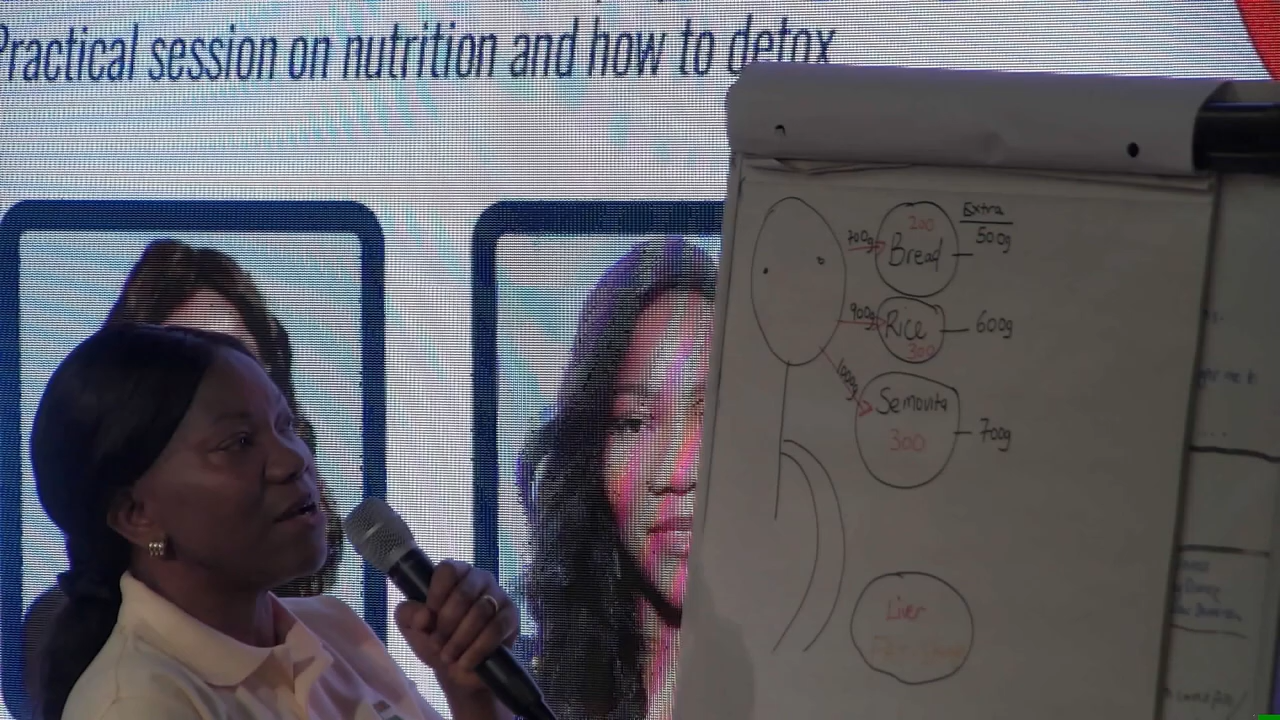 Practical session on nutrition and how to detox
Extra
200
700g
Bread
500g
900g
Rice
600g
300
1000g
Semovita
300
700g
Liver